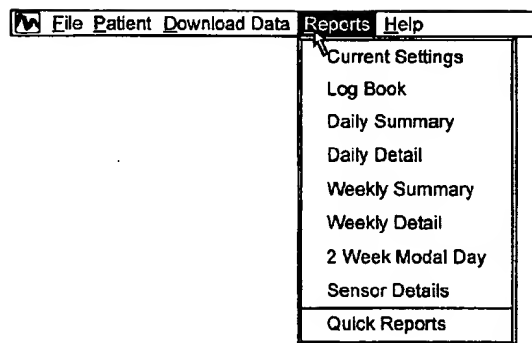 File Patient Download Data Reports Help
Current Settings
Log Book
Daily Summary
Daily Detail
Weekly Summary
Weekly Detail
2 Week Modal Day
Sensor Details
Quick Reports